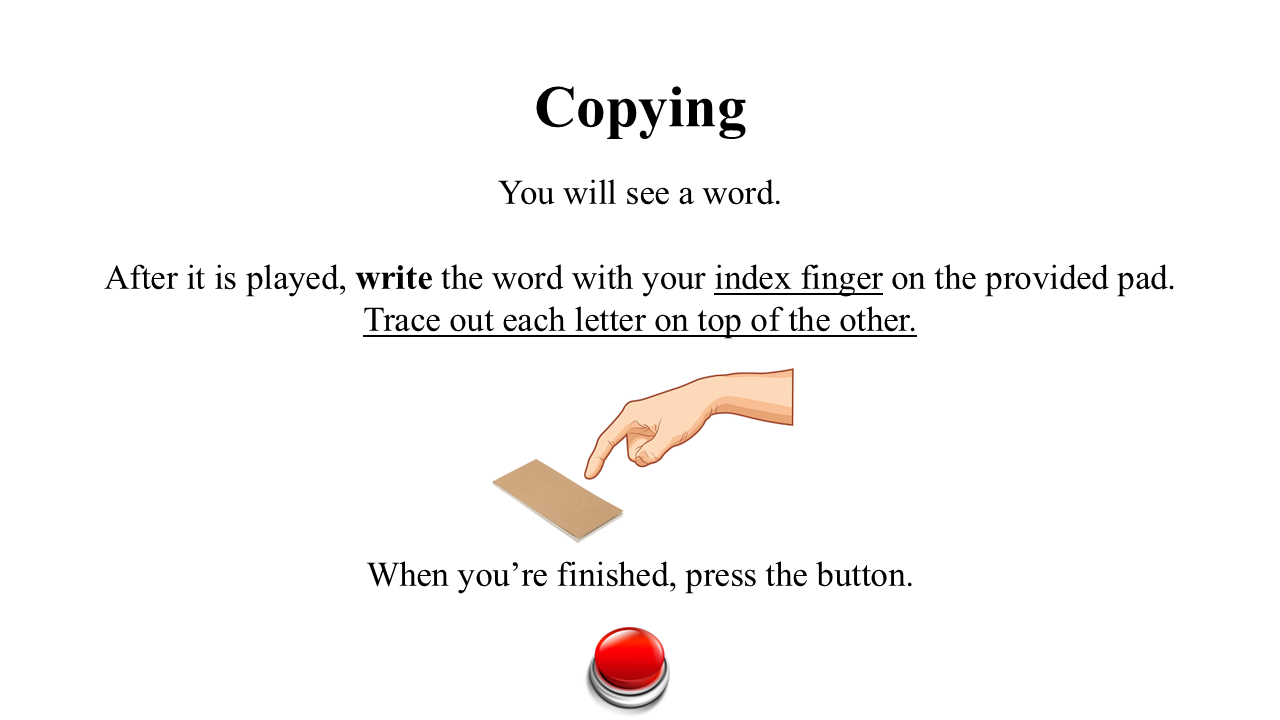 Copying
You will see a word.
After it is played, write the word with your index finger on the provided pad.
Trace out each letter on top of the other.
When you’re finished, press the button.